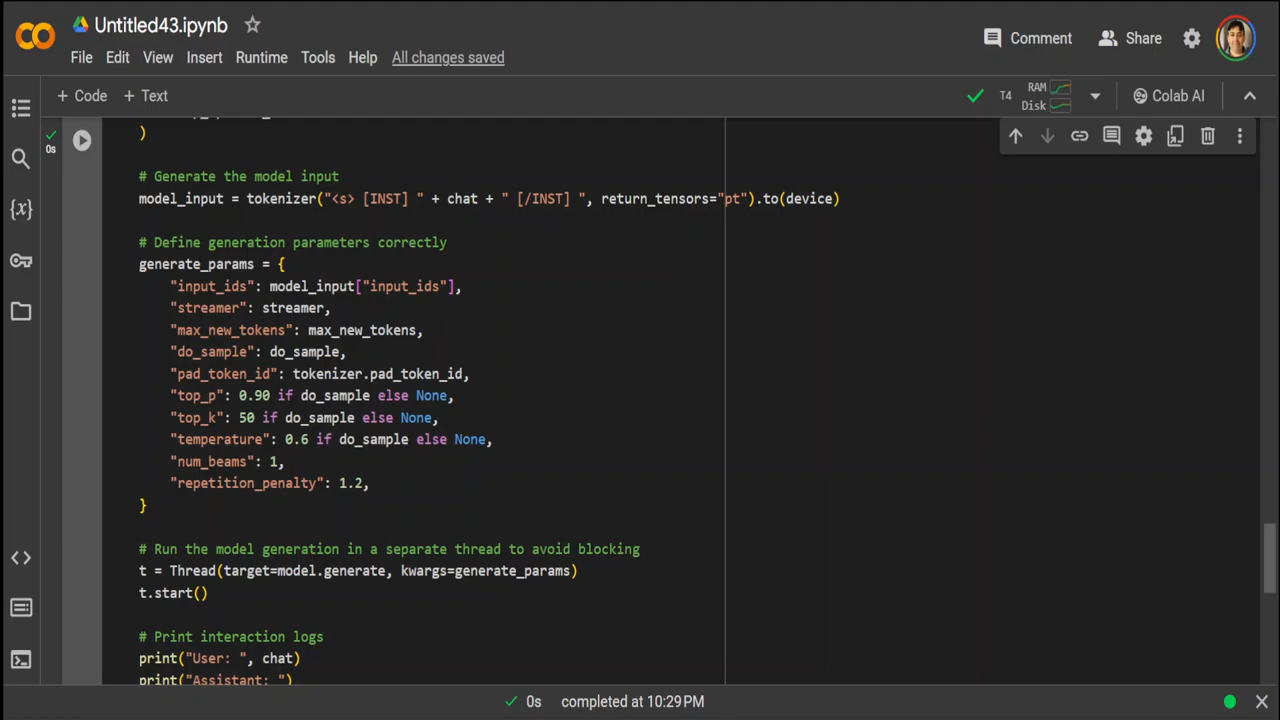 Untitled43.ipynb
Comment
Share
File Edit View Insert Runtime Tools Help All changes saved
+ Code + Text
T4
RAM
Disk
Colab AI
0s
)
# Generate the model input
model_input = tokenizer("<s> [INST] " + chat + " [/INST] ", return_tensors="pt").to(device)
# Define generation parameters correctly
generate_params = {
"input_ids": model_input["input_ids"],
"streamer": streamer,
"max_new_tokens": max_new_tokens,
"do_sample": do_sample,
"pad_token_id": tokenizer.pad_token_id,
"top_p": 0.90 if do_sample else None,
"top_k": 50 if do_sample else None,
"temperature": 0.6 if do_sample else None,
"num_beams": 1,
"repetition_penalty": 1.2,
}
# Run the model generation in a separate thread to avoid blocking
t = Thread(target=model.generate, kwargs=generate_params)
t.start()
# Print interaction logs
print("User: ", chat)
print("Assistant: ")
0s completed at 10:29 PM